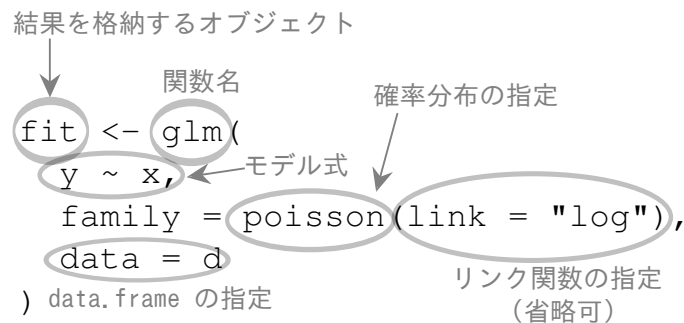 結果を格納するオブジェクト
関数名
確率分布の指定
fit <- glm(
y ~ x,
モデル式
family = poisson(link = "log"),
data = d
リンク関数の指定
) data.frame の指定
(省略可)